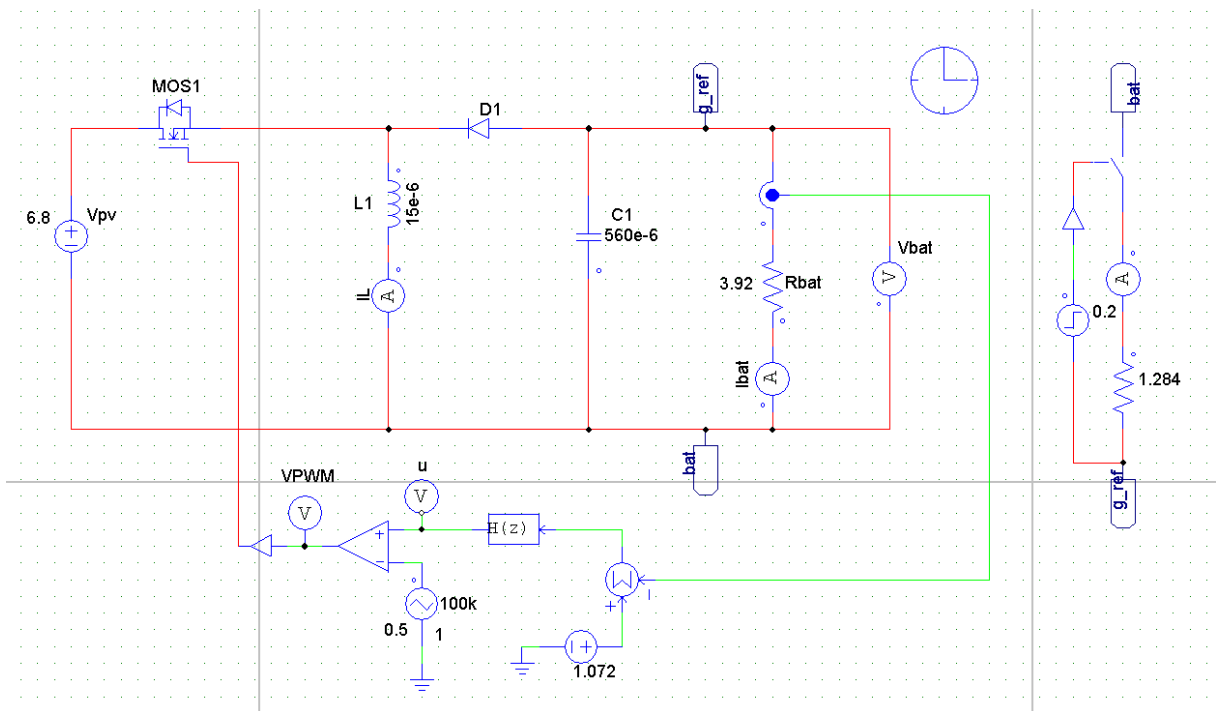 MOS1
g_ref
D1
bat
6.8
Vpv
L1
15e-6
C1
560e-6
Vbat
V
3.92
Rbat
A
0.2
IL
A
Ibat
A
1.284
bat
g_ref
VPWM
V
u
V
H(z)
+
-
100k
0.5
1
+
-
1.072